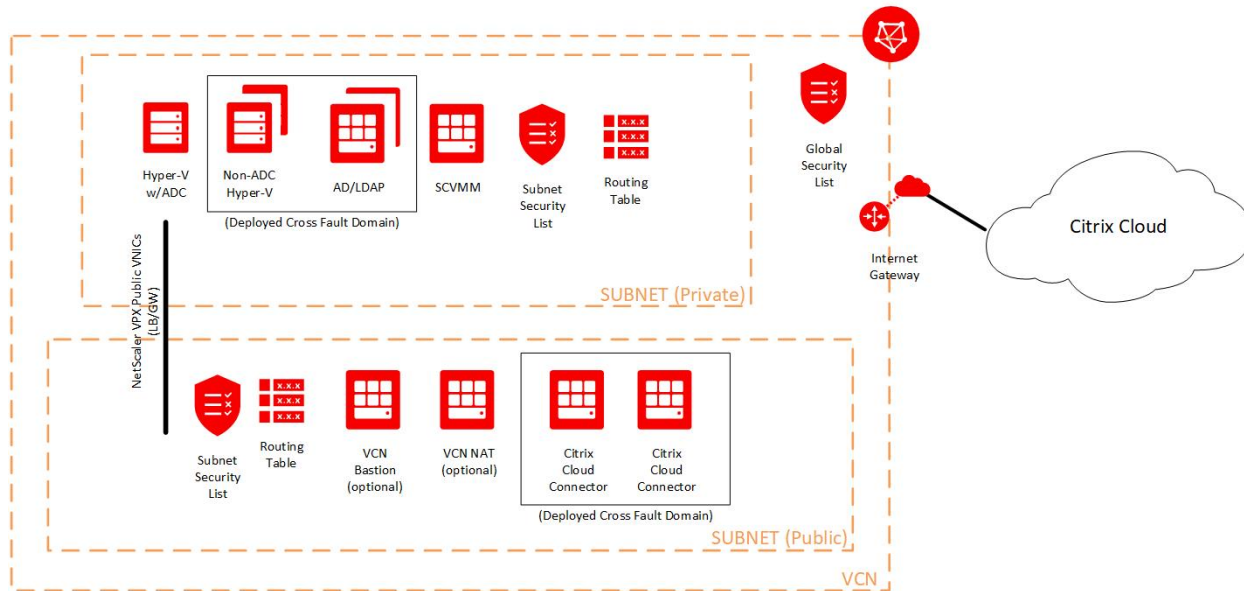 Hyper-V
w/ADC
Non-ADC
Hyper-V
AD/LDAP
(Deployed Cross Fault Domain)
SCVMM
Subnet
Security
List
x.x.x
x.x.x
x.x.x
Routing
Table
SUBNET (Private)
Global
Security
List
Internet
Gateway
Citrix Cloud
NetScaler VPX Public VNICs
(LB/GW)
Subnet
Security
List
x.x.x
x.x.x
x.x.x
Routing
Table
VCN
Bastion
(optional)
VCN NAT
(optional)
Citrix
Cloud
Connector
Citrix
Cloud
Connector
(Deployed Cross Fault Domain)
SUBNET (Public)
VCN